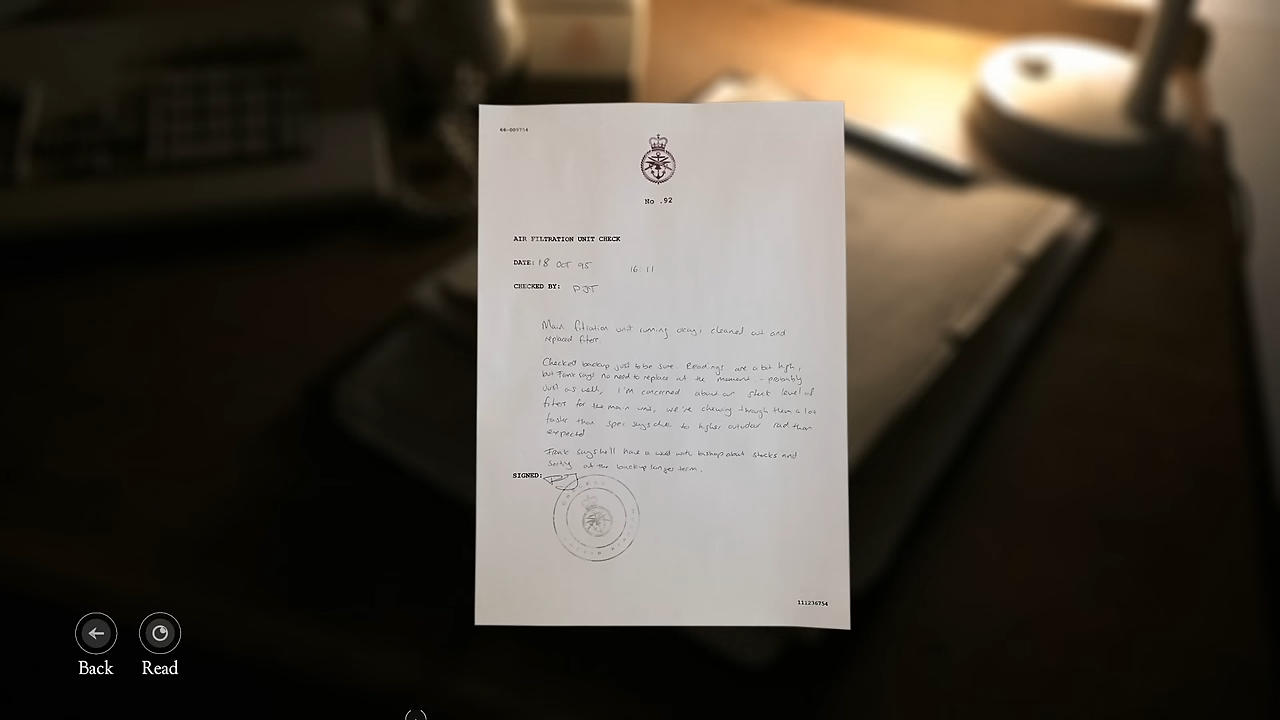 66-009754
No .92
AIR FILTRATION UNIT CHECK
DATE: 18 OCT 95 16:11
CHECKED BY: PJT
Main filtration unit running okay, cleaned out and
replaced filters
Checked backup just to be sure. Readings are a bit high,
but Frank says no need to replace at the moment - probably
just as well, I'm concerned about our stock level of
filters for the main unit, we're chewing through them a lot
faster than spec says due to higher outdoor rad than
expected
Frank says he'll have a word with bishop about stocks and
sorting out the backup longer term.
SIGNED: PJT
111236754
Back
Read